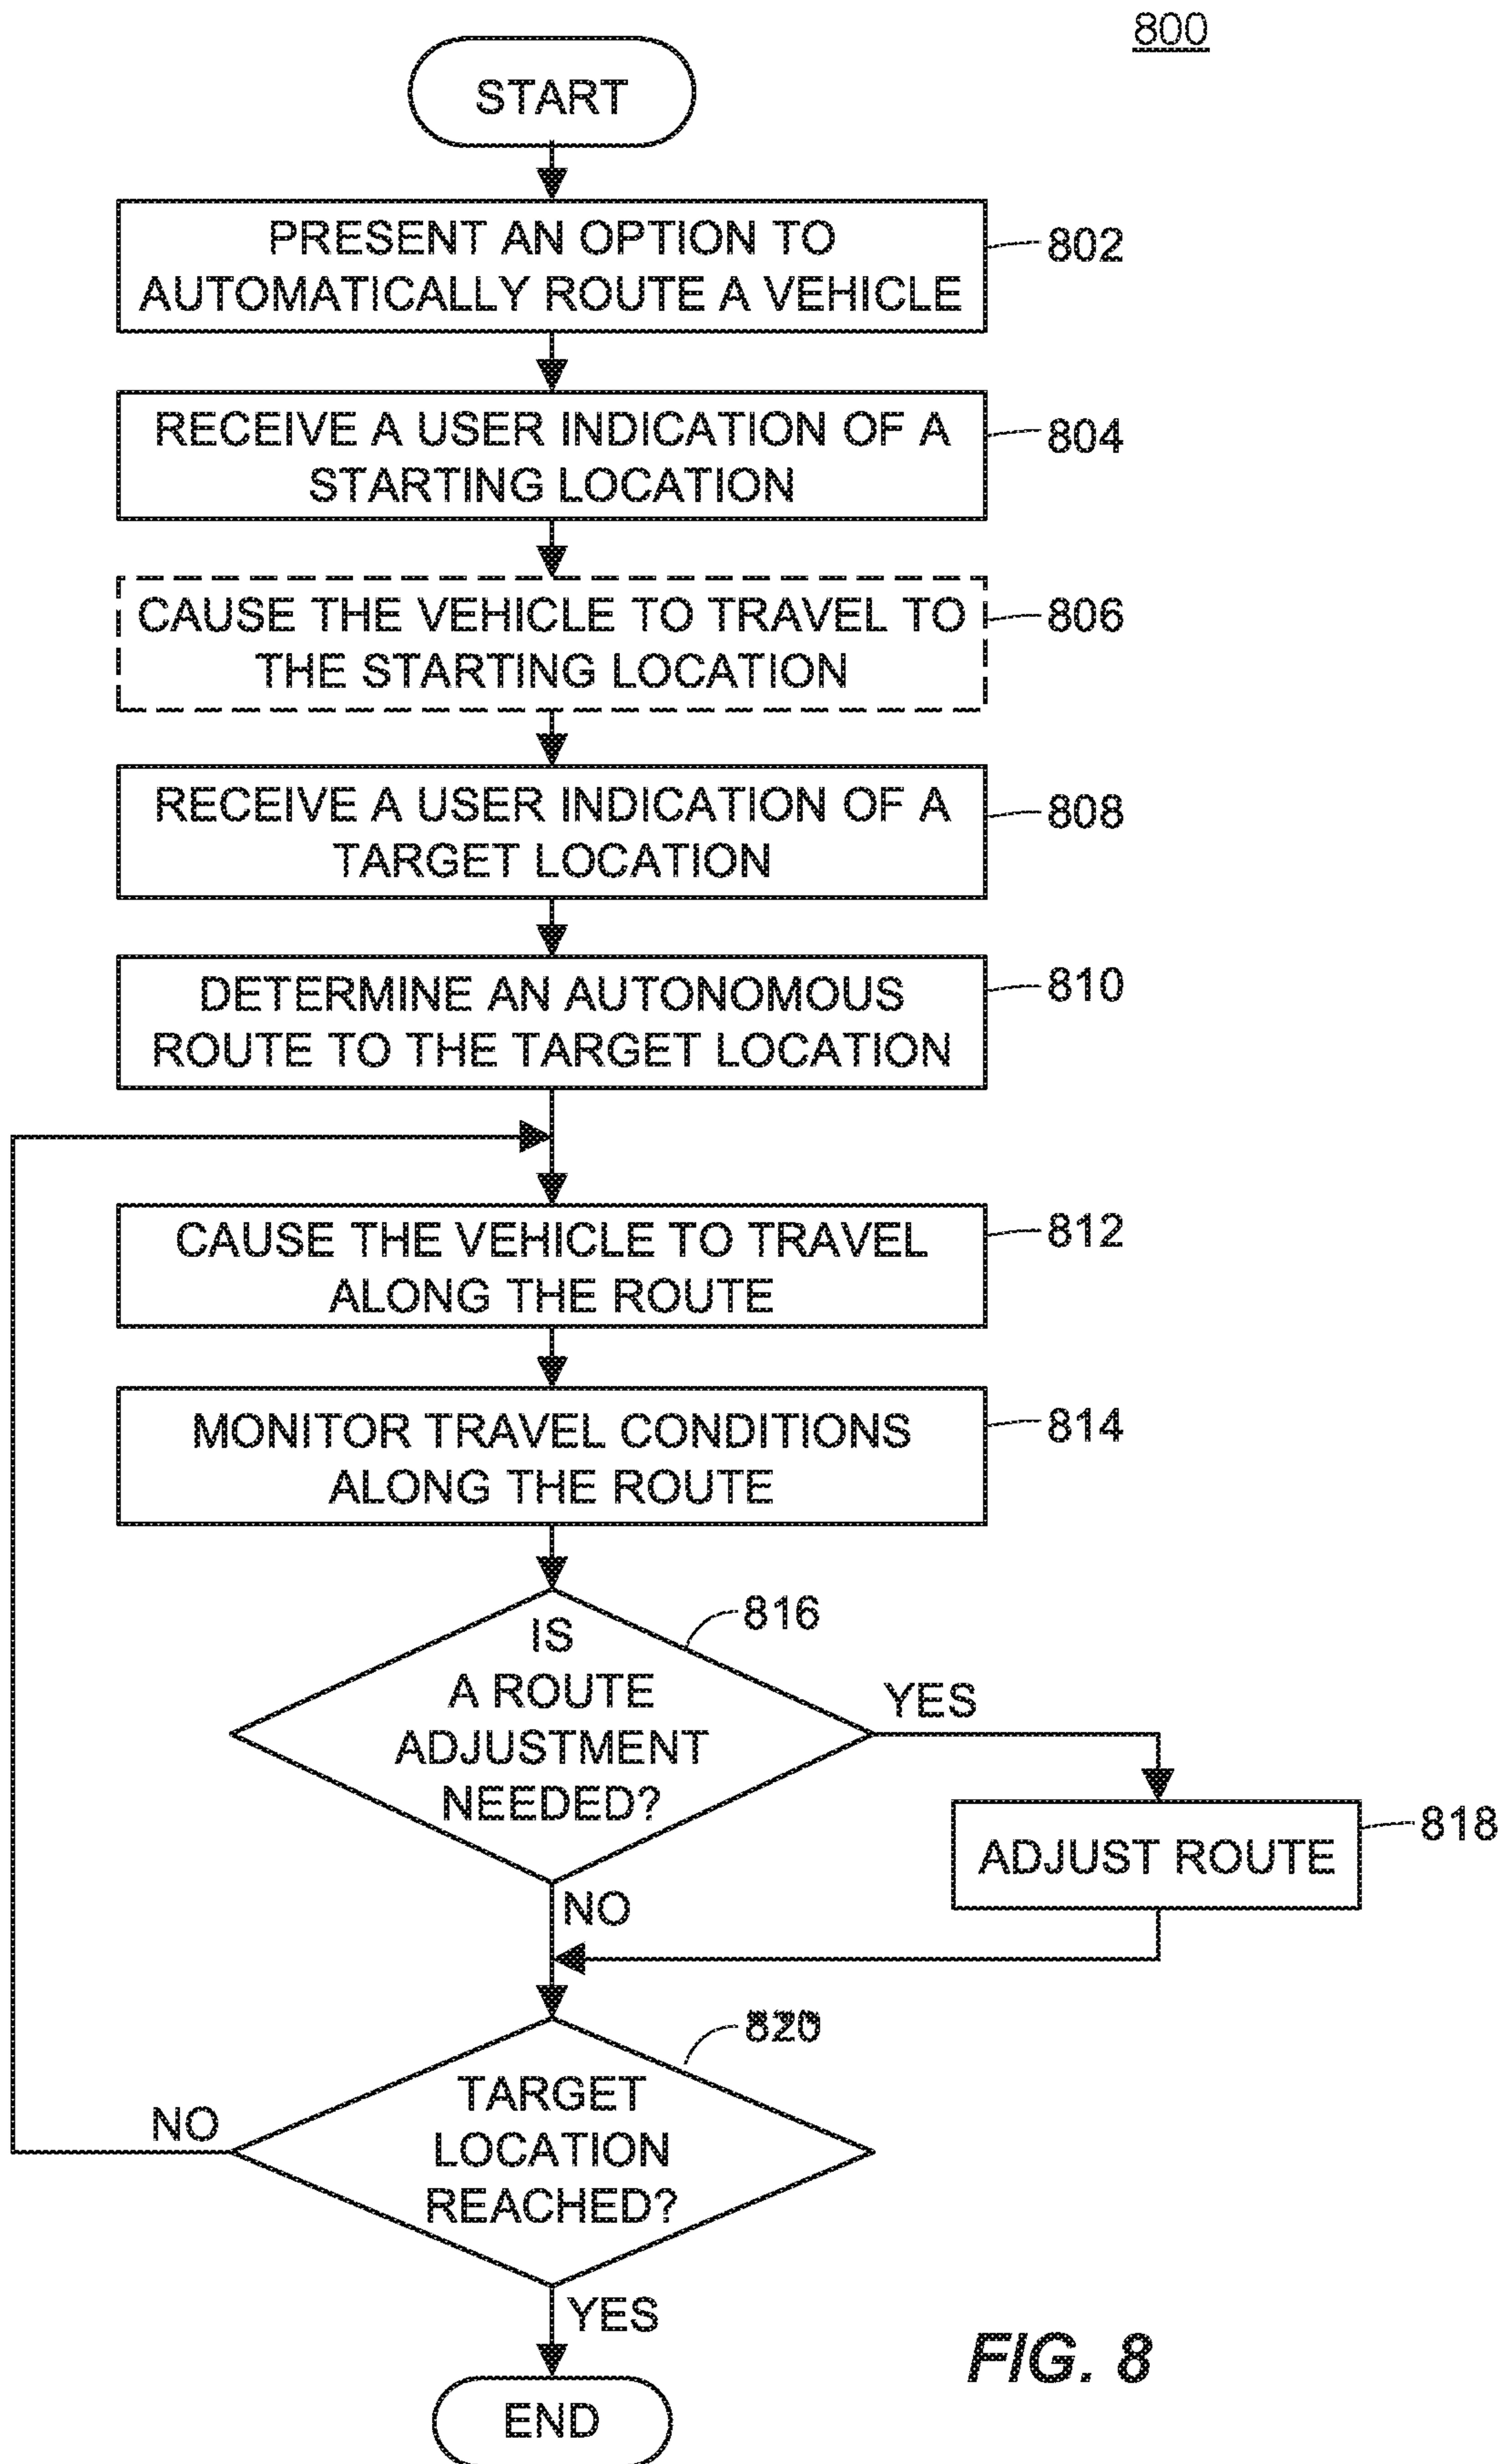 800
START
PRESENT AN OPTION TO
AUTOMATICALLY ROUTE A VEHICLE
802
RECEIVE A USER INDICATION OF A
STARTING LOCATION
804
CAUSE THE VEHICLE TO TRAVEL TO
THE STARTING LOCATION
806
RECEIVE A USER INDICATION OF A
TARGET LOCATION
808
DETERMINE AN AUTONOMOUS
ROUTE TO THE TARGET LOCATION
810
CAUSE THE VEHICLE TO TRAVEL
ALONG THE ROUTE
812
MONITOR TRAVEL CONDITIONS
ALONG THE ROUTE
814
IS
A ROUTE
ADJUSTMENT
NEEDED?
816
YES
ADJUST ROUTE
818
NO
TARGET
LOCATION
REACHED?
820
NO
YES
END
FIG. 8